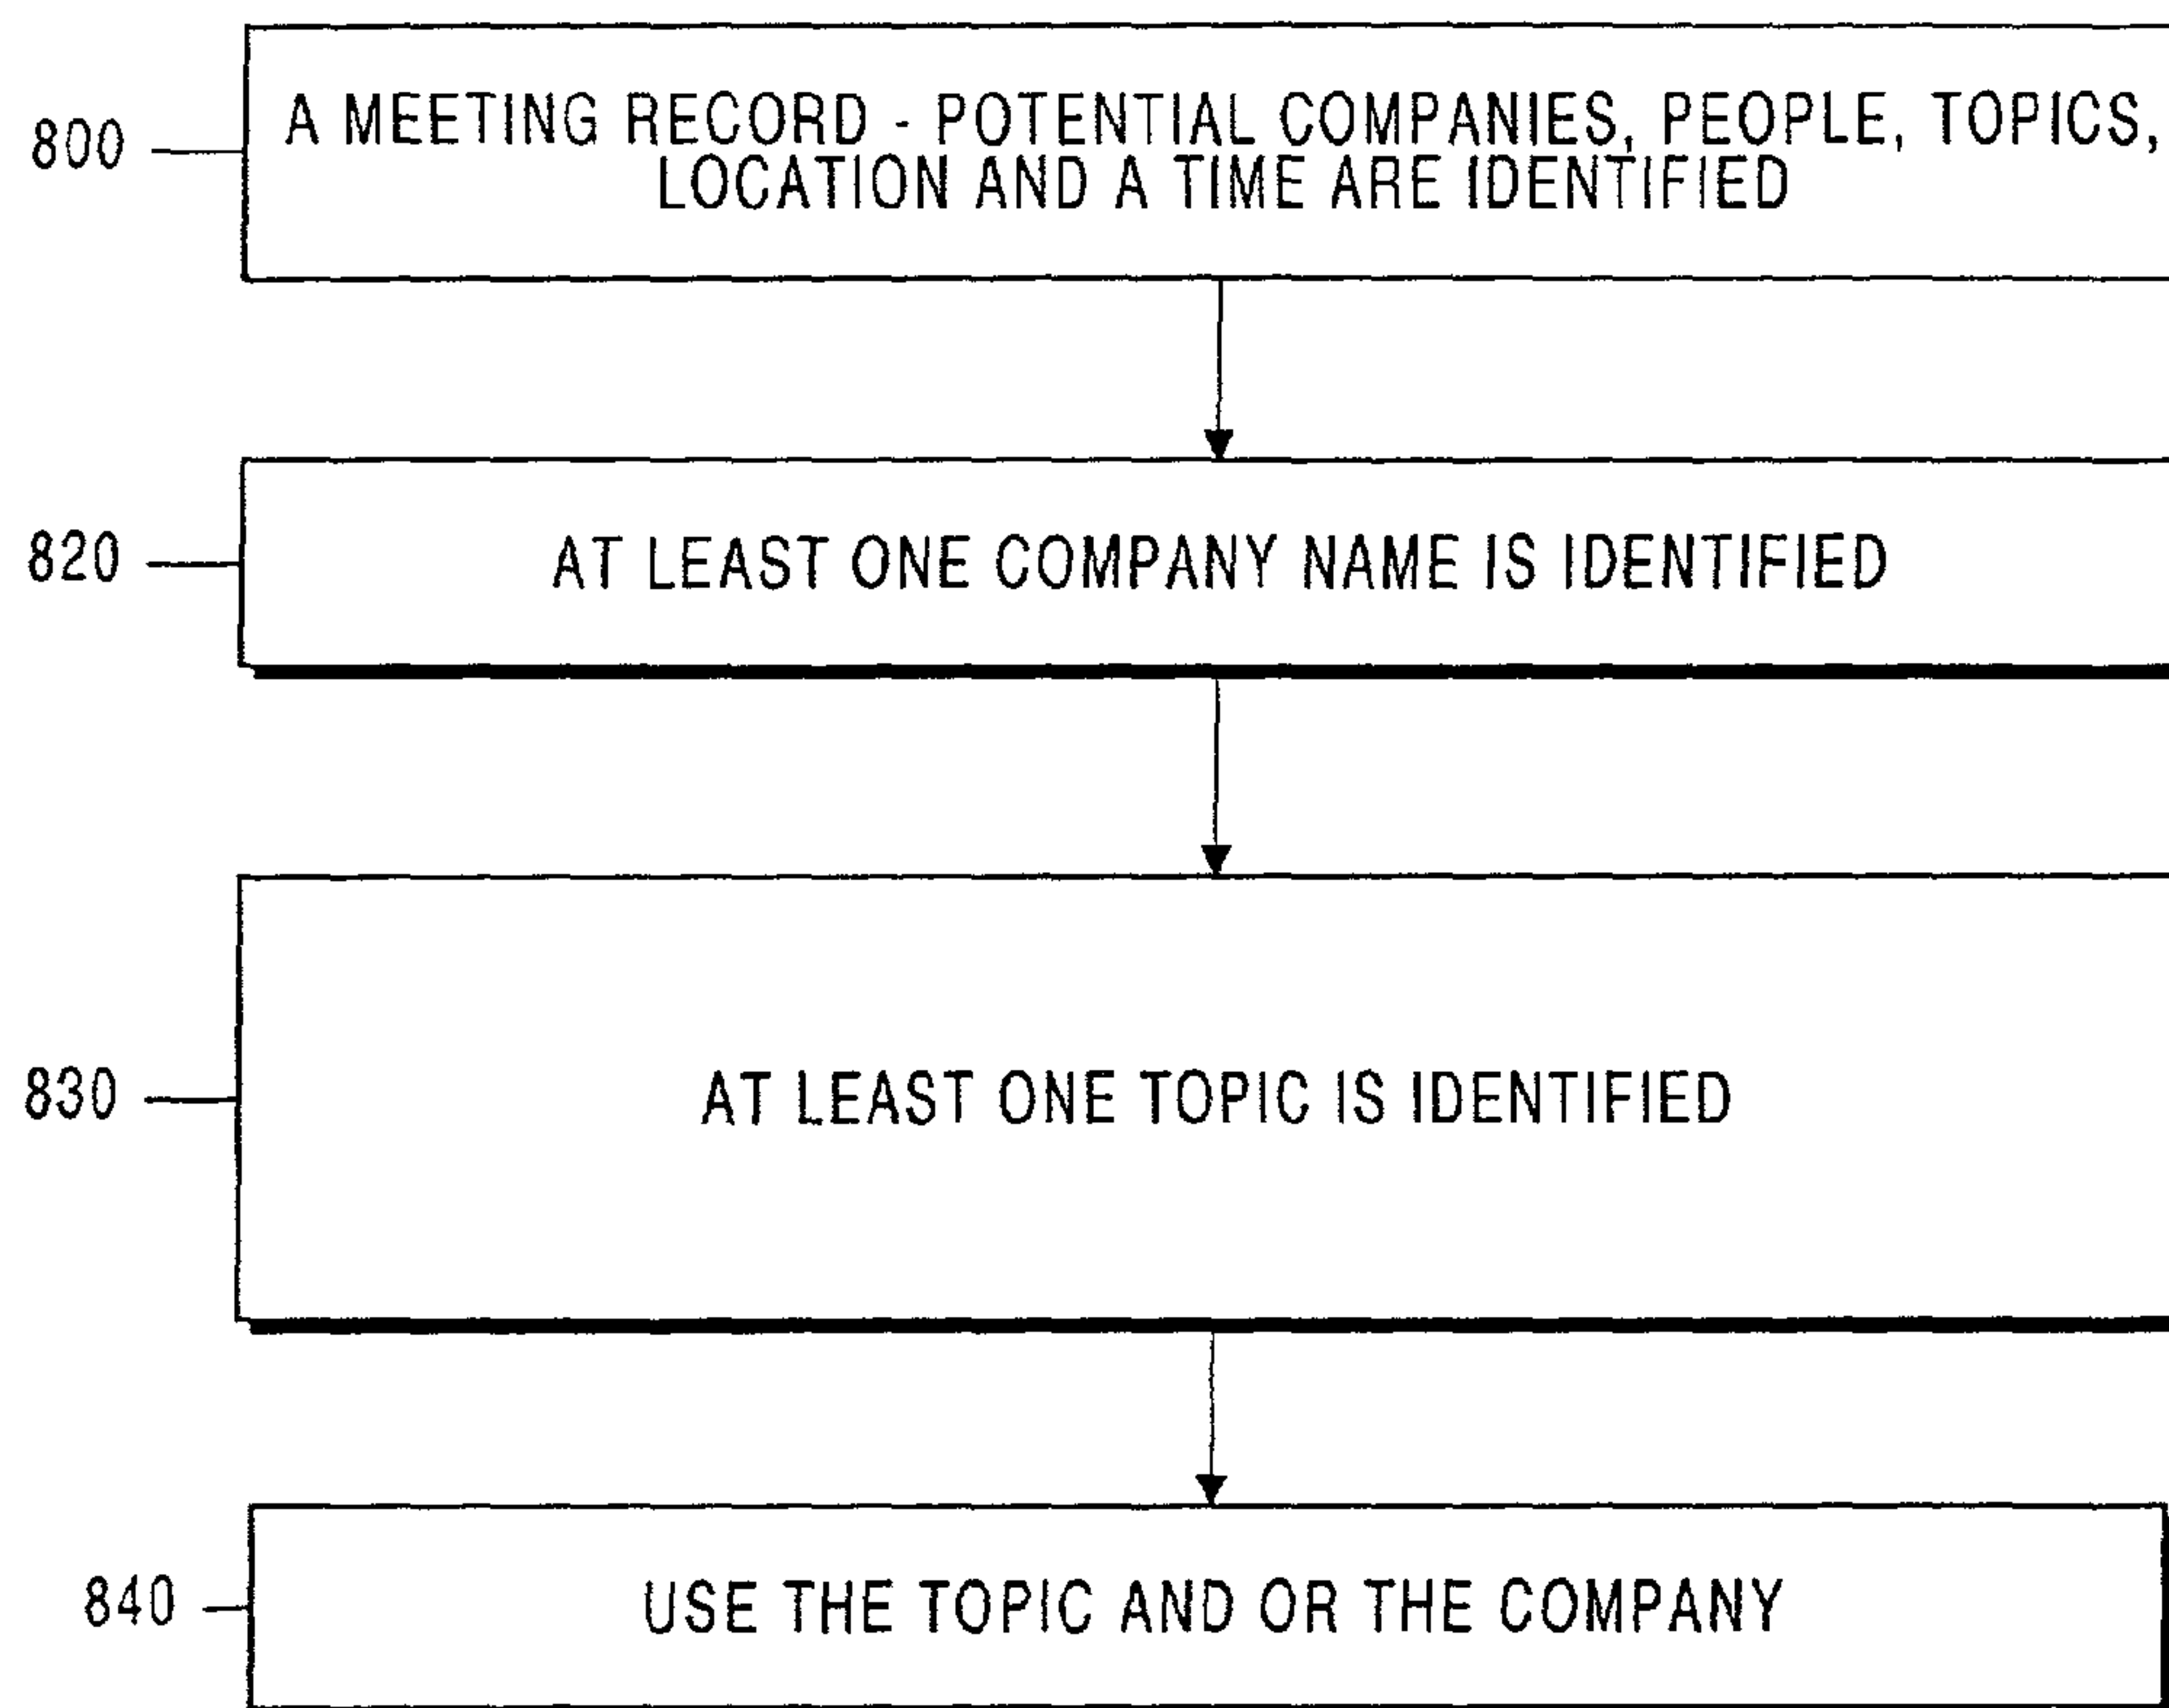 800
A MEETING RECORD - POTENTIAL COMPANIES, PEOPLE, TOPICS,
LOCATION AND A TIME ARE IDENTIFIED
820
AT LEAST ONE COMPANY NAME IS IDENTIFIED
830
AT LEAST ONE TOPIC IS IDENTIFIED
840
USE THE TOPIC AND OR THE COMPANY